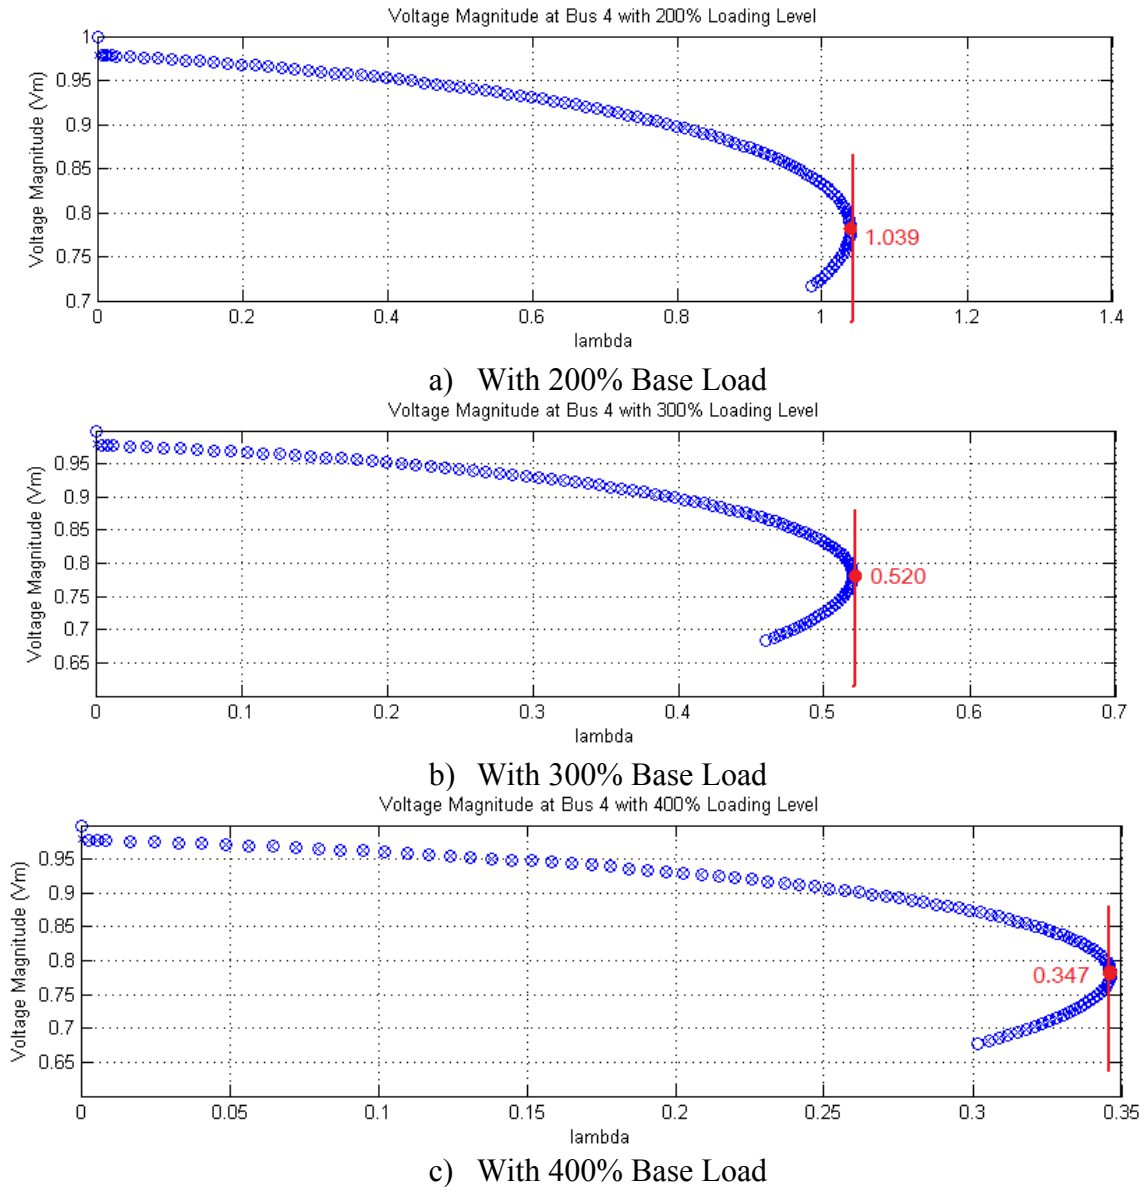 Voltage Magnitude at Bus 4 with 200% Loading Level
Voltage Magnitude (Vm)
1
0.95
0.9
0.85
0.8
0.75
0.7
1.039
0 0.2 0.4 0.6 0.8 1 1.2 1.4
lambda
a) With 200% Base Load
Voltage Magnitude at Bus 4 with 300% Loading Level
Voltage Magnitude (Vm)
0.95
0.9
0.85
0.8
0.75
0.7
0.65
0.520
0 0.1 0.2 0.3 0.4 0.5 0.6 0.7
lambda
b) With 300% Base Load
Voltage Magnitude at Bus 4 with 400% Loading Level
Voltage Magnitude (Vm)
0.95
0.9
0.85
0.8
0.75
0.7
0.65
0.347
0 0.05 0.1 0.15 0.2 0.25 0.3 0.35
lambda
c) With 400% Base Load